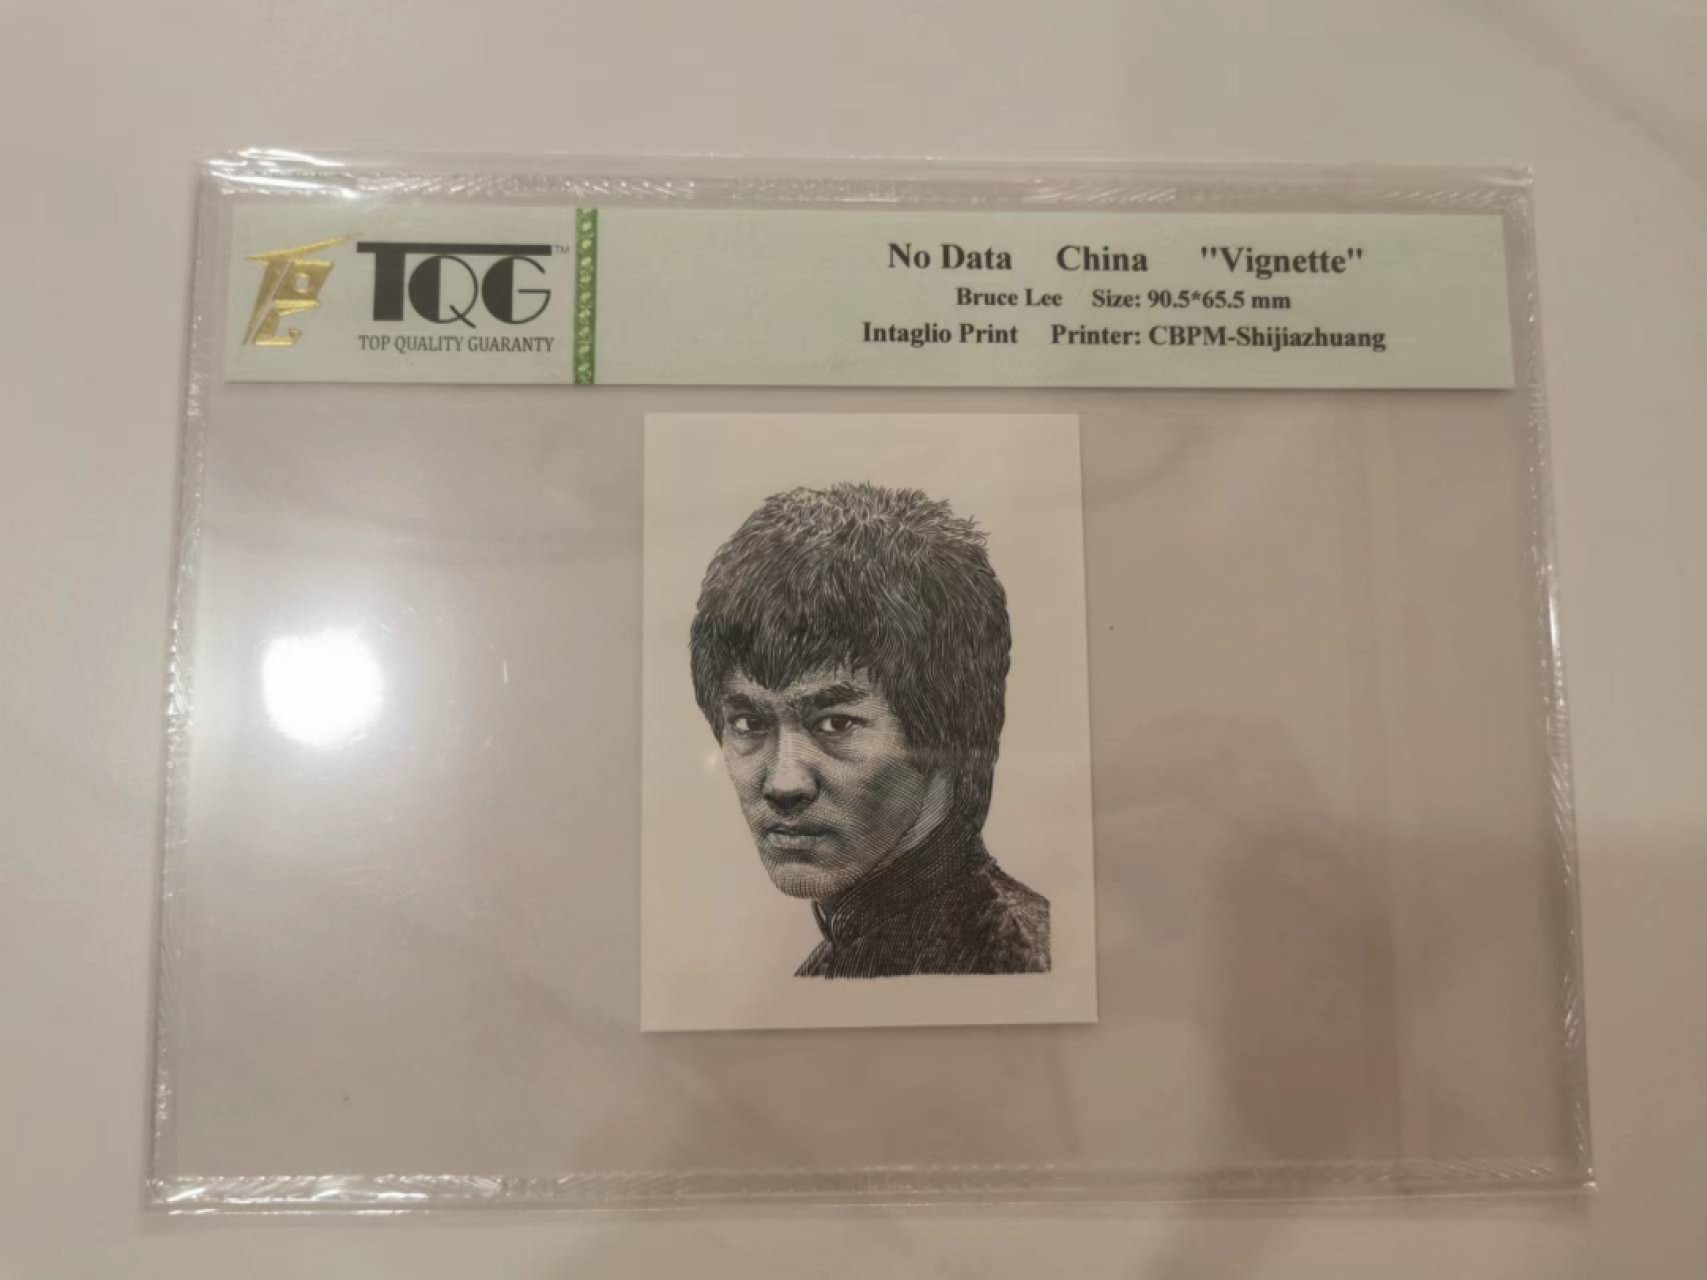 TQG™
TOP QUALITY GUARANTY
No Data China "Vignette"
Bruce Lee Size: 90.5*65.5 mm
Intaglio Print Printer: CBPM-Shijiazhuang